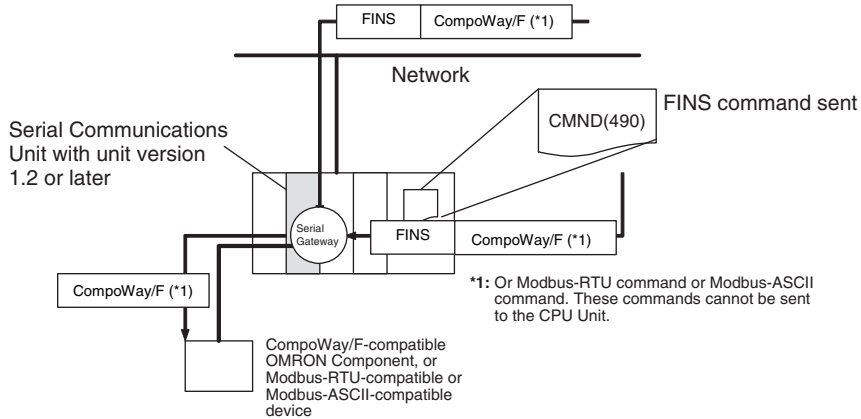 FINS
CompoWay/F (*1)
Network
FINS command sent
CMND(490)
Serial Communications
Unit with unit version
1.2 or later
Serial
Gateway
FINS
CompoWay/F (*1)
CompoWay/F (*1)
*1: Or Modbus-RTU command or Modbus-ASCII
command. These commands cannot be sent
to the CPU Unit.
CompoWay/F-compatible
OMRON Component, or
Modbus-RTU-compatible or
Modbus-ASCII-compatible
device